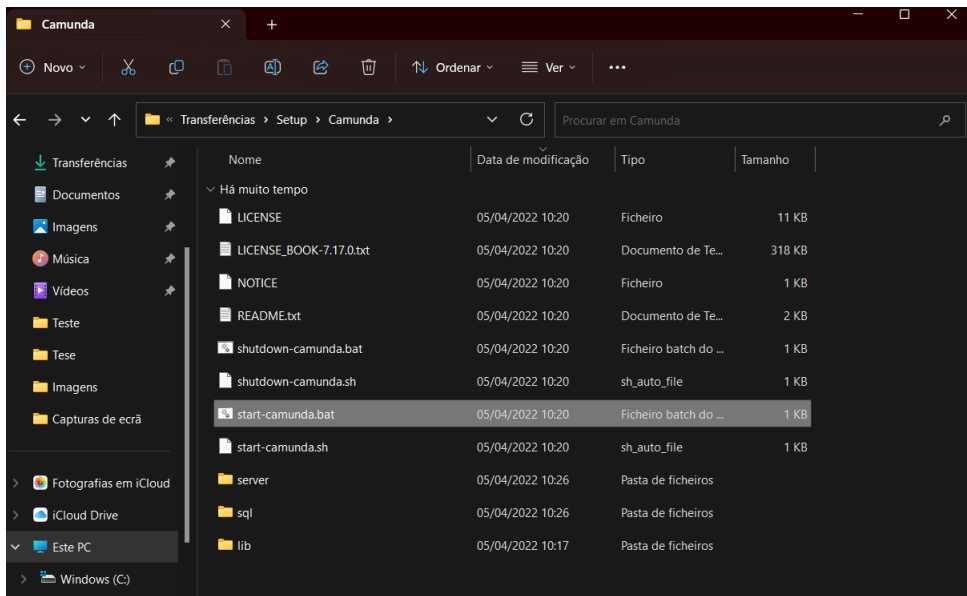 Camunda
Novo
Ordenar
Ver
« Transferências > Setup > Camunda >
Procurar em Camunda
Transferências
Documentos
Imagens
Música
Vídeos
Teste
Tese
Imagens
Capturas de ecrã
Fotografias em iCloud
iCloud Drive
Este PC
Windows (C:)
Nome Data de modificação Tipo Tamanho
Há muito tempo
LICENSE 05/04/2022 10:20 Ficheiro 11 KB
LICENSE_BOOK-7.17.0.txt 05/04/2022 10:20 Documento de Te... 318 KB
NOTICE 05/04/2022 10:20 Ficheiro 1 KB
README.txt 05/04/2022 10:20 Documento de Te... 2 KB
shutdown-camunda.bat 05/04/2022 10:20 Ficheiro batch do ... 1 KB
shutdown-camunda.sh 05/04/2022 10:20 sh_auto_file 1 KB
start-camunda.bat 05/04/2022 10:20 Ficheiro batch do ... 1 KB
start-camunda.sh 05/04/2022 10:20 sh_auto_file 1 KB
server 05/04/2022 10:26 Pasta de ficheiros
sql 05/04/2022 10:26 Pasta de ficheiros
lib 05/04/2022 10:17 Pasta de ficheiros